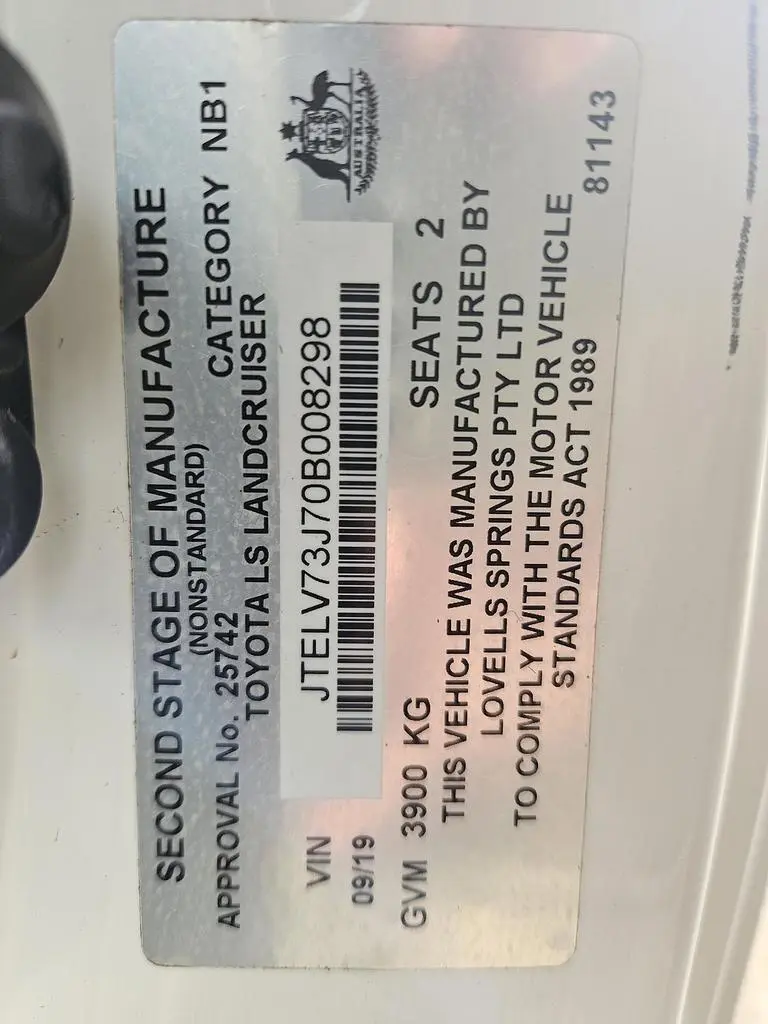 SECOND STAGE OF MANUFACTURE
(NONSTANDARD)
APPROVAL No. 25742 CATEGORY NB1
TOYOTA LS LANDCRUISER
AUSTRALIA
VIN JTELV73J70B008298
09/19
GVM 3900 KG SEATS 2
THIS VEHICLE WAS MANUFACTURED BY
LOVELLS SPRINGS PTY LTD
TO COMPLY WITH THE MOTOR VEHICLE
STANDARDS ACT 1989
81143